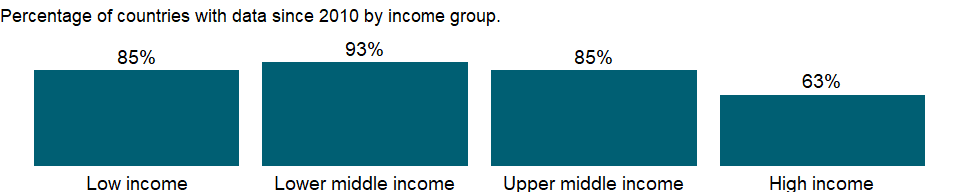 Percentage of countries with data since 2010 by income group.
93%
85%
85%
63%
Low income
Lower middle income
Upper middle income
High income